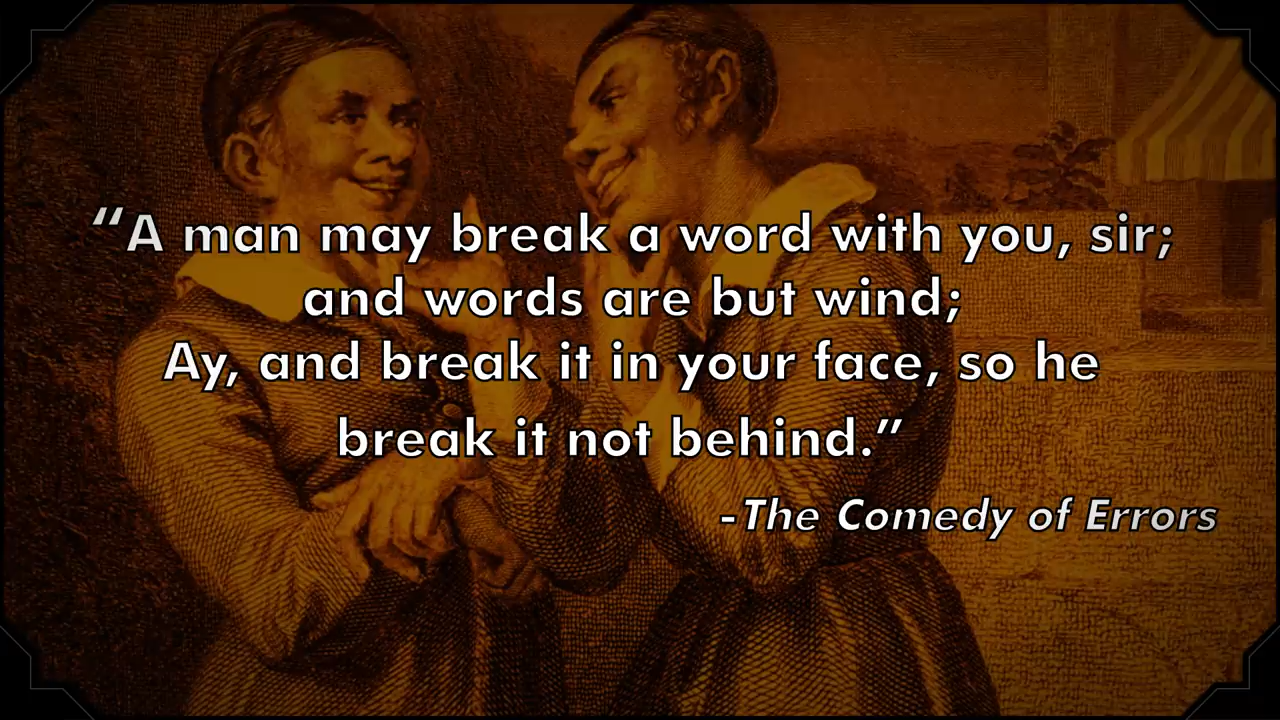 “A man may break a word with you, sir;
and words are but wind;
Ay, and break it in your face, so he
break it not behind.”
-The Comedy of Errors